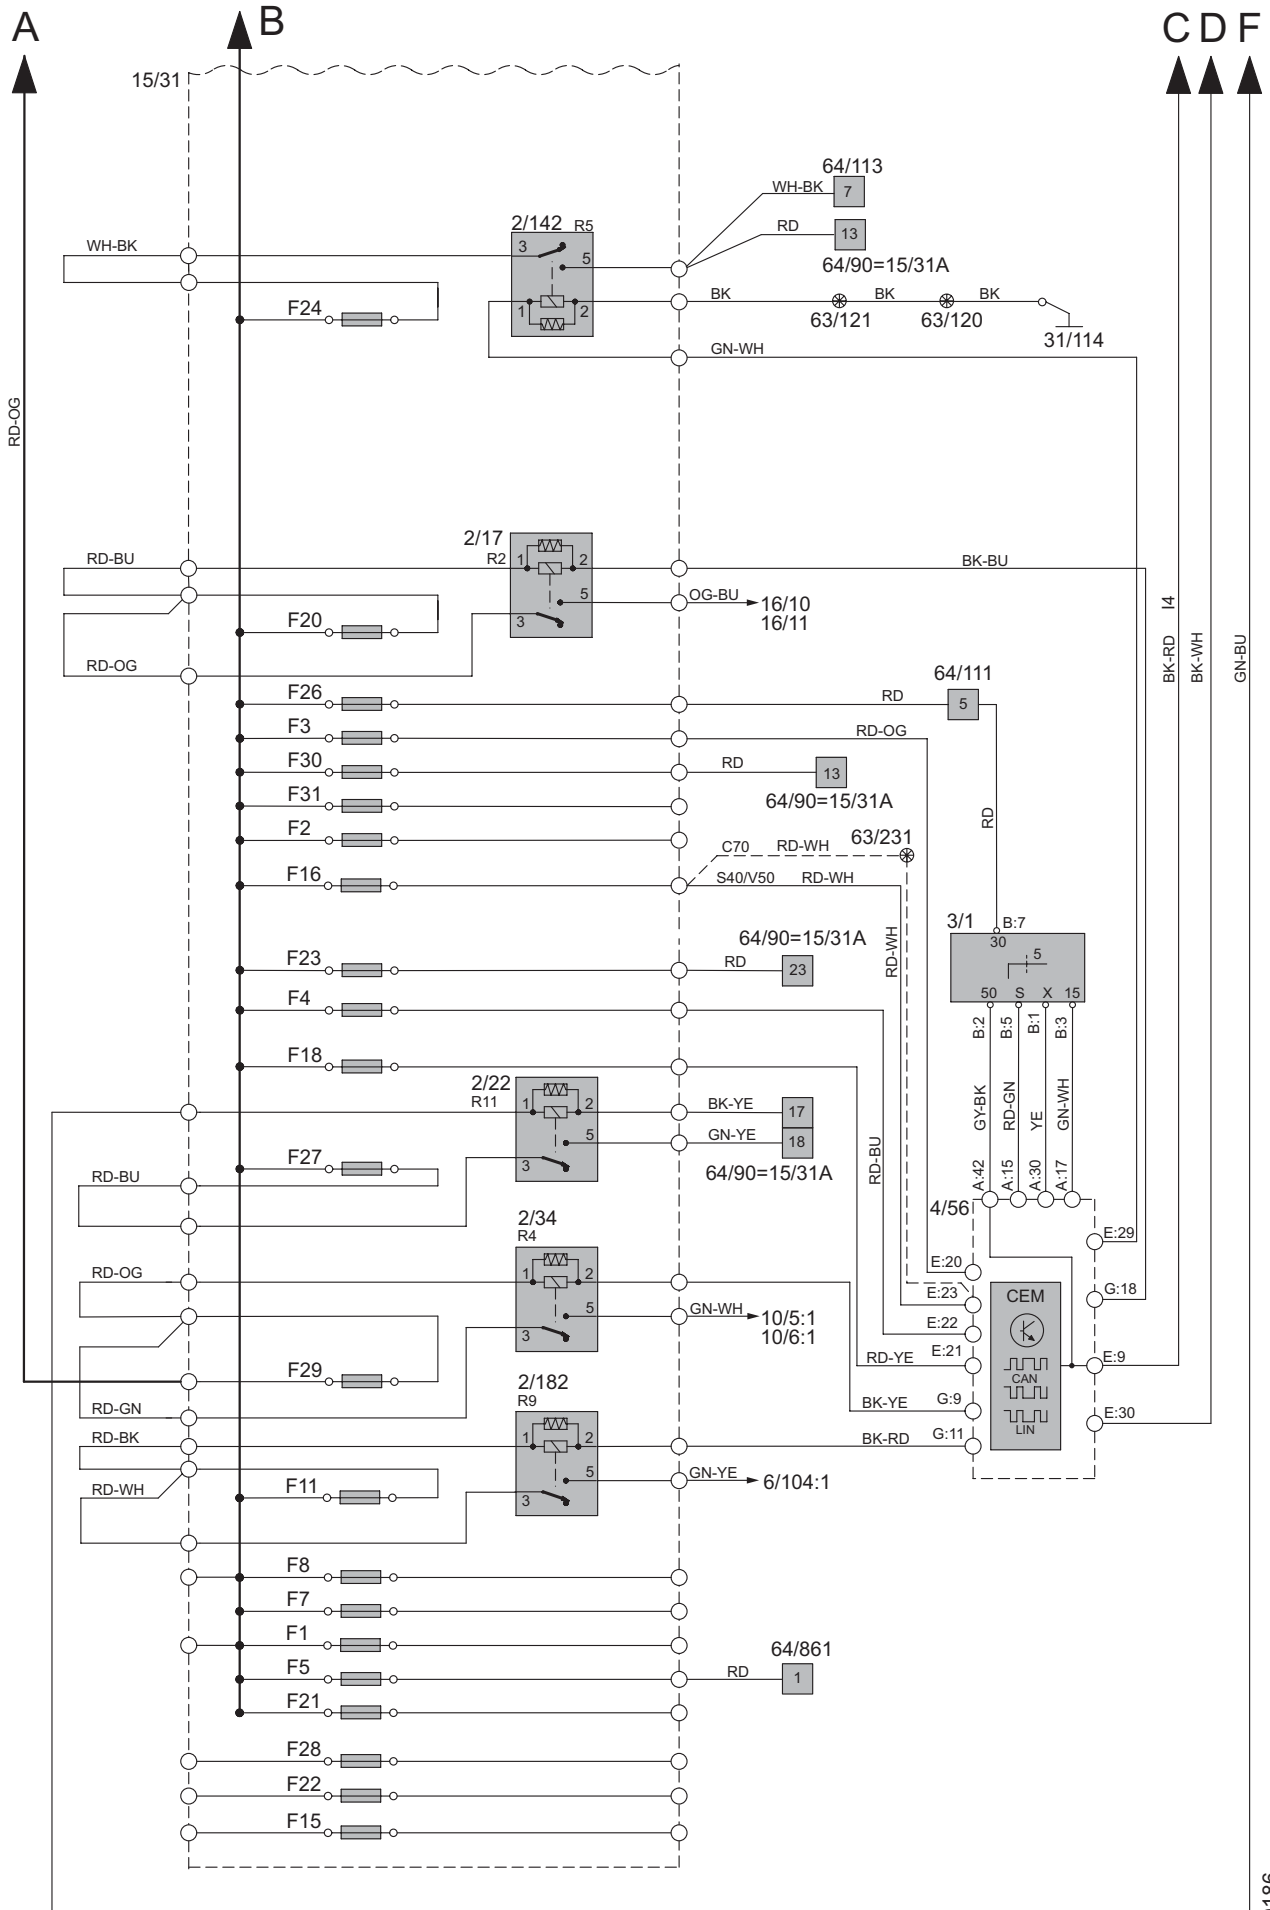 A
B
C D F
15/31
64/113
WH-BK
7
2/142 R5
RD
13
WH-BK
3
5
64/90=15/31A
BK
BK
BK
F24
1
2
63/121
63/120
31/114
GN-WH
RD-OG
2/17
RD-BU
R2
1
2
BK-BU
5
OG-BU
16/10
16/11
F20
3
I4
BK-RD
BK-WH
GN-BU
RD-OG
64/111
F26
RD
5
F3
RD-OG
F30
RD
13
64/90=15/31A
F31
RD
F2
63/231
C70 RD-WH
F16
S40/V50 RD-WH
3/1
B:7
64/90=15/31A
RD-WH
30
5
F23
RD
23
50 S X 15
F4
B:2
B:5
B:1
B:3
F18
2/22
R11
1
2
BK-YE
17
GY-BK
RD-GN
YE
GN-WH
5
GN-YE
18
F27
3
64/90=15/31A
RD-BU
RD-BU
A:42
A:15
A:30
A:17
4/56
2/34
R4
E:29
RD-OG
1
2
E:20
G:18
E:23
CEM
5
GN-WH
10/5:1
10/6:1
E:22
3
RD-YE
E:21
E:9
F29
CAN
2/182
R9
BK-YE
G:9
RD-GN
E:30
LIN
RD-BK
1
2
BK-RD
G:11
5
GN-YE
6/104:1
RD-WH
F11
3
F8
F7
F1
64/861
F5
RD
1
F21
F28
F22
F15